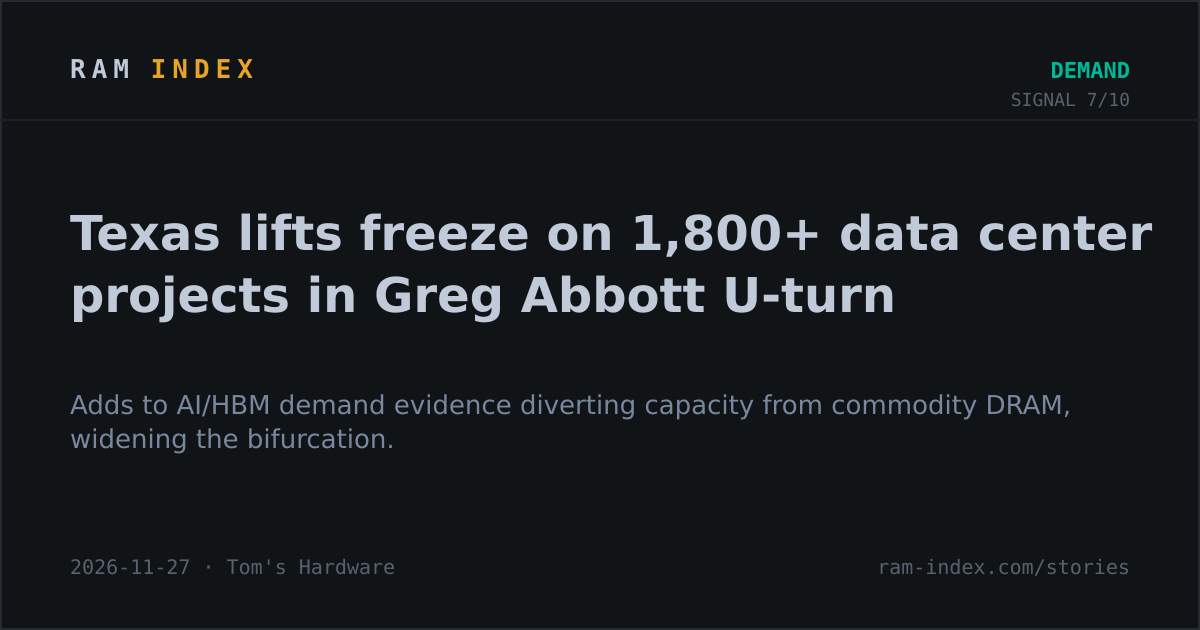 RAM INDEX
DEMAND
SIGNAL 7/10
Texas lifts freeze on 1,800+ data center
projects in Greg Abbott U-turn
Adds to AI/HBM demand evidence diverting capacity from commodity DRAM,
widening the bifurcation.
2026-11-27 · Tom's Hardware
ram-index.com/stories